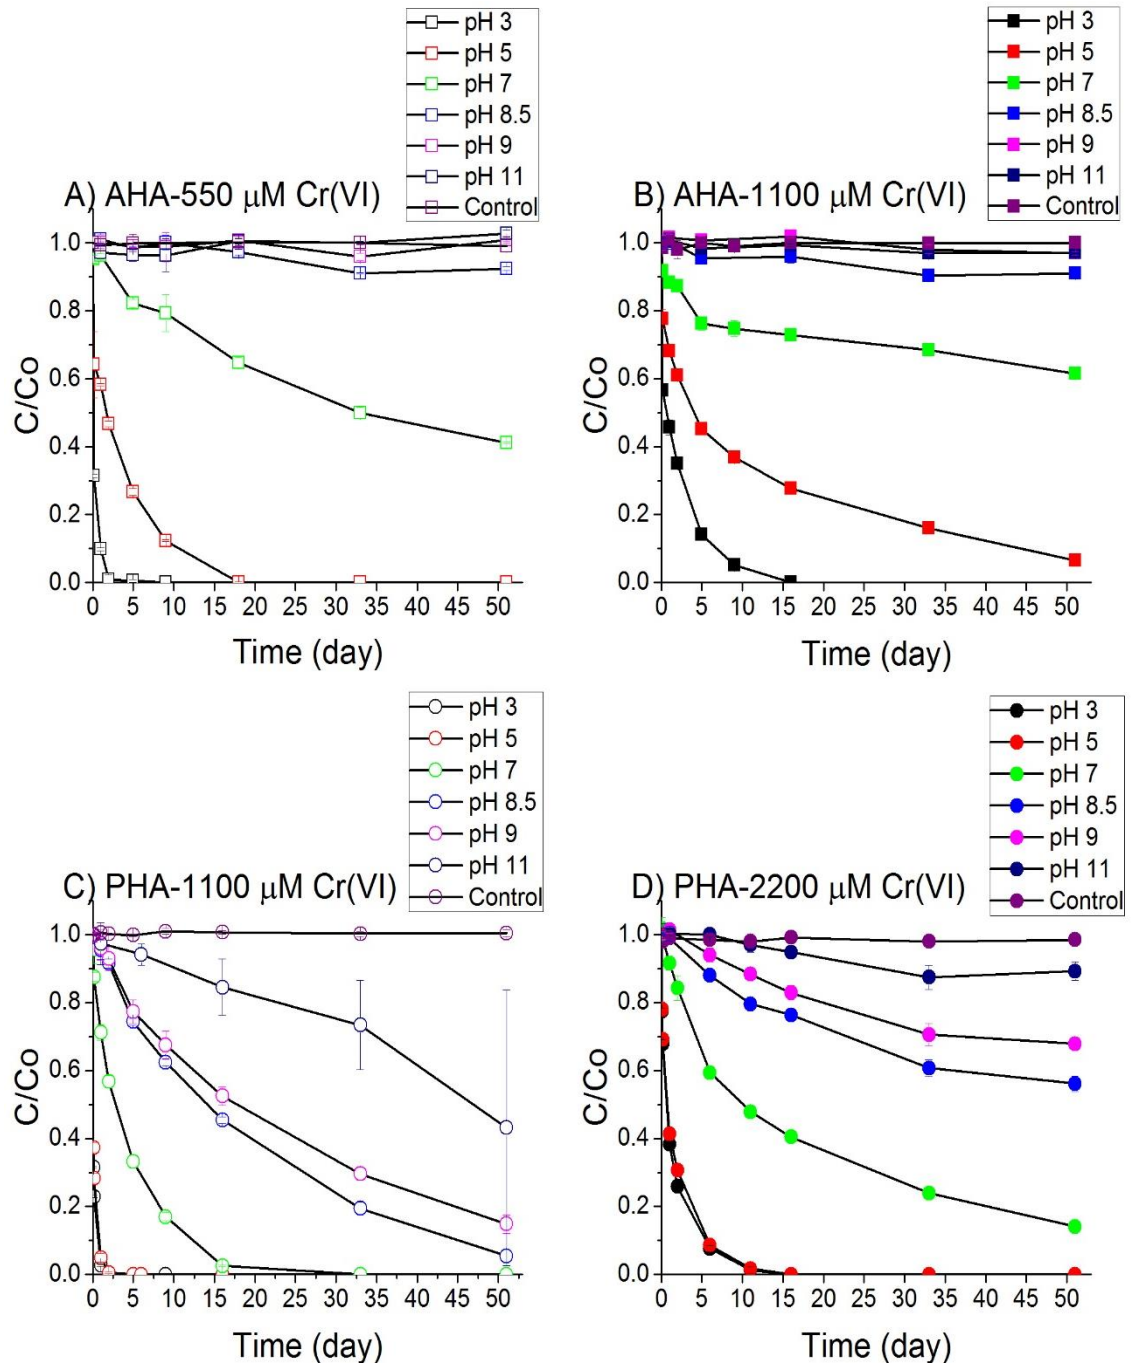 pH 3
pH 5
pH 7
pH 8.5
pH 9
pH 11
Control
A) AHA-550 μM Cr(VI)
C/Co
1.0
0.8
0.6
0.4
0.2
0.0
0 5 10 15 20 25 30 35 40 45 50
Time (day)
pH 3
pH 5
pH 7
pH 8.5
pH 9
pH 11
Control
B) AHA-1100 μM Cr(VI)
C/Co
1.0
0.8
0.6
0.4
0.2
0.0
0 5 10 15 20 25 30 35 40 45 50
Time (day)
pH 3
pH 5
pH 7
pH 8.5
pH 9
pH 11
Control
C) PHA-1100 μM Cr(VI)
C/Co
1.0
0.8
0.6
0.4
0.2
0.0
0 5 10 15 20 25 30 35 40 45 50
Time (day)
pH 3
pH 5
pH 7
pH 8.5
pH 9
pH 11
Control
D) PHA-2200 μM Cr(VI)
C/Co
1.0
0.8
0.6
0.4
0.2
0.0
0 5 10 15 20 25 30 35 40 45 50
Time (day)